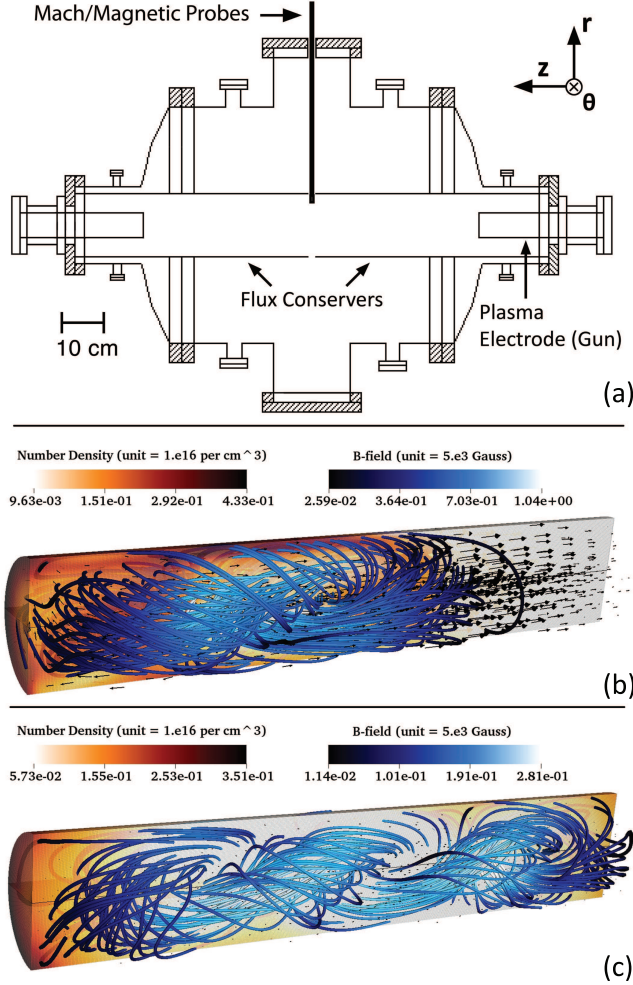 Mach/Magnetic Probes
r
z
θ
Flux Conservers
10 cm
Plasma
Electrode (Gun)
(a)
Number Density (unit = 1.e16 per cm^3)
B-field (unit = 5.e3 Gauss)
9.63e-03 1.51e-01 2.92e-01 4.33e-01
2.59e-02 3.64e-01 7.03e-01 1.04e+00
(b)
Number Density (unit = 1.e16 per cm^3)
B-field (unit = 5.e3 Gauss)
5.73e-02 1.55e-01 2.53e-01 3.51e-01
1.14e-02 1.01e-01 1.91e-01 2.81e-01
(c)